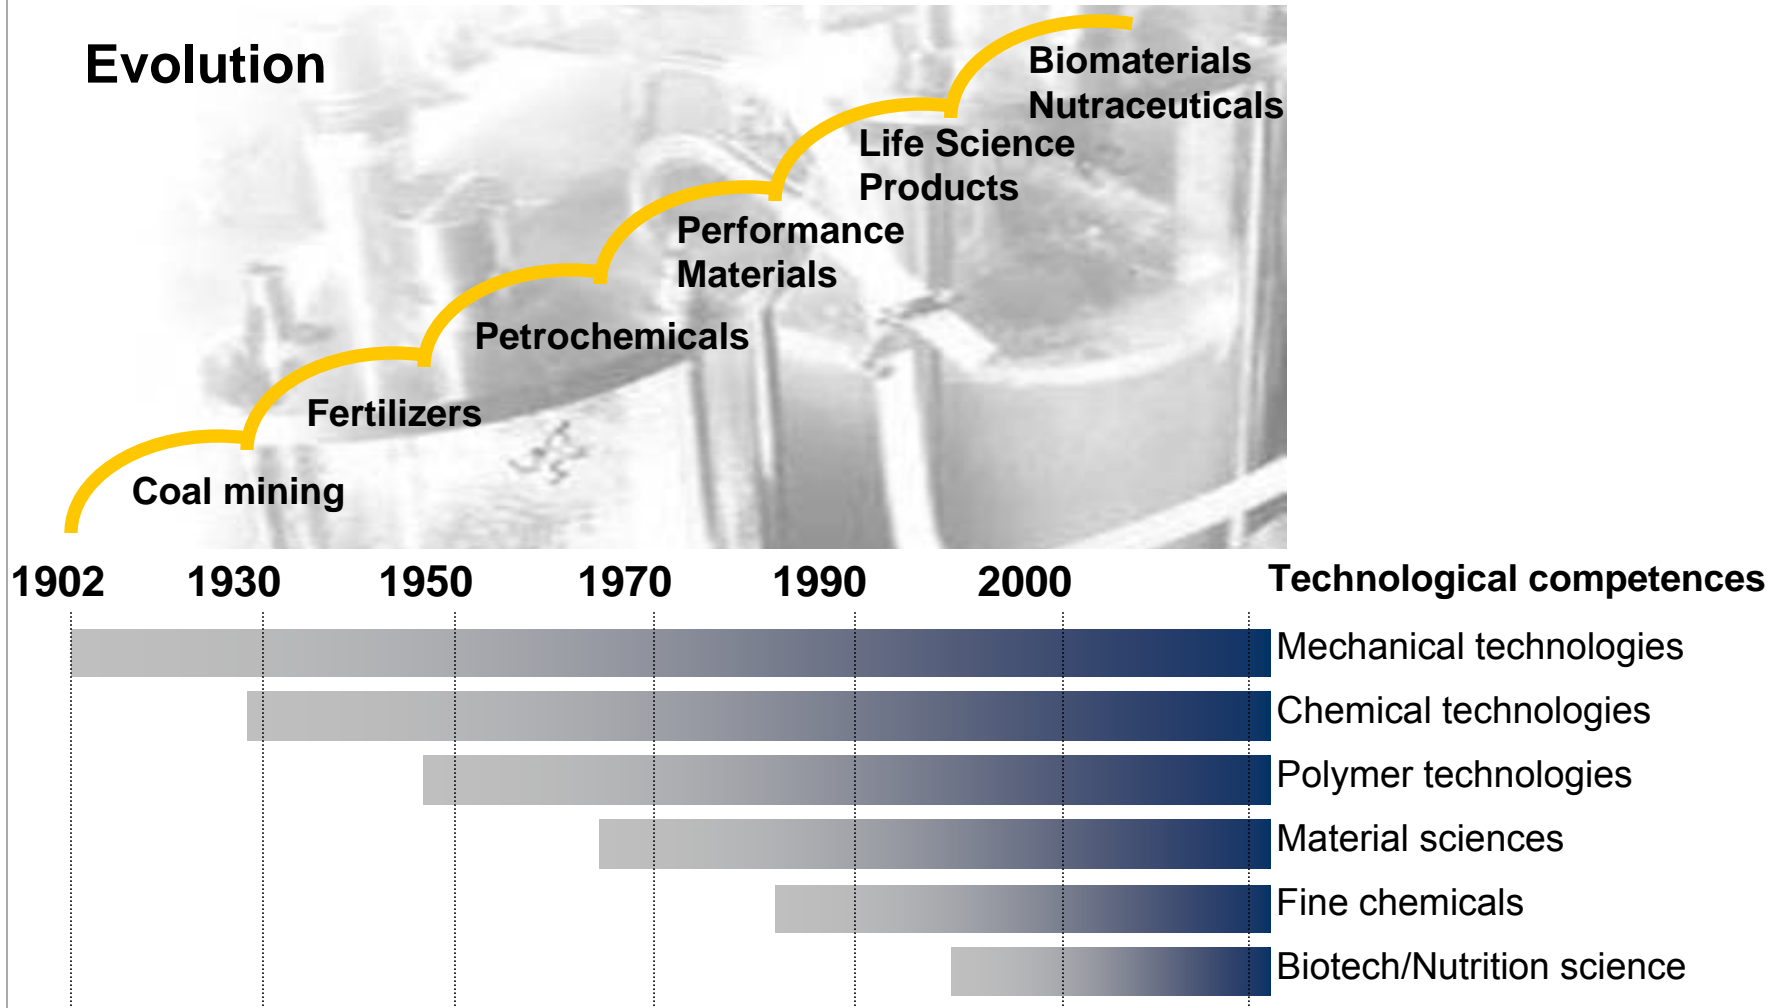 Evolution
Biomaterials
Nutraceuticals
Life Science
Products
Performance
Materials
Petrochemicals
Fertilizers
Coal mining
1902 1930 1950 1970 1990 2000 Technological competences
Mechanical technologies
Chemical technologies
Polymer technologies
Material sciences
Fine chemicals
Biotech/Nutrition science